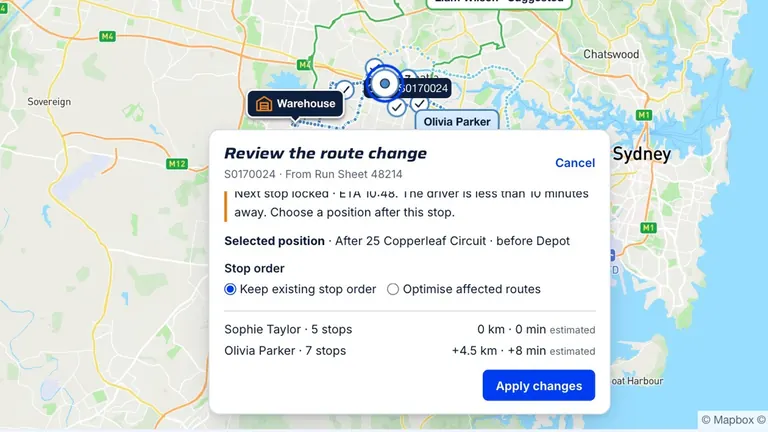 Liam Wilson · Suggested
M4
M4
Chatswood
Sovereign
S0170024
Warehouse
M1
Olivia Parker
M12
Sydney
Review the route change
Cancel
S0170024 · From Run Sheet 48214
Next stop locked · ETA 10:48. The driver is less than 10 minutes
away. Choose a position after this stop.
Selected position · After 25 Copperleaf Circuit · before Depot
M1
Stop order
Keep existing stop order
Optimise affected routes
Sophie Taylor · 5 stops
0 km · 0 min estimated
Olivia Parker · 7 stops
+4.5 km · +8 min estimated
Apply changes
oat Harbour
© Mapbox ©